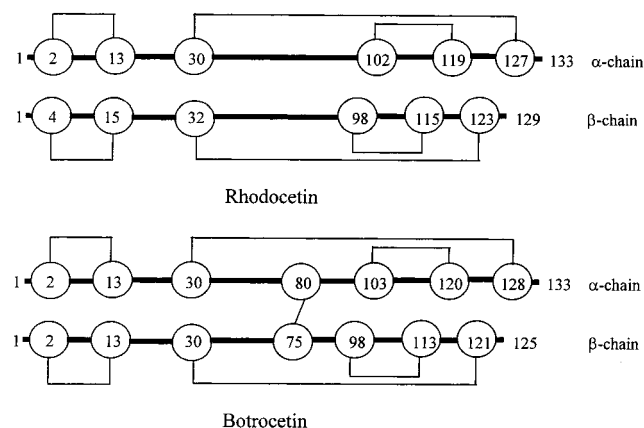 1 2 13 30 102 119 127 133 α-chain
1 4 15 32 98 115 123 129 β-chain
Rhodocetin
1 2 13 30 80 103 120 128 133 α-chain
1 2 13 30 75 98 113 121 125 β-chain
Botrocetin